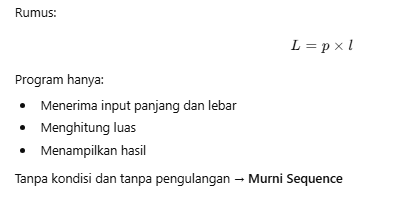 Rumus:
L = p × l
Program hanya:
• Menerima input panjang dan lebar
• Menghitung luas
• Menampilkan hasil
Tanpa kondisi dan tanpa pengulangan → Murni Sequence